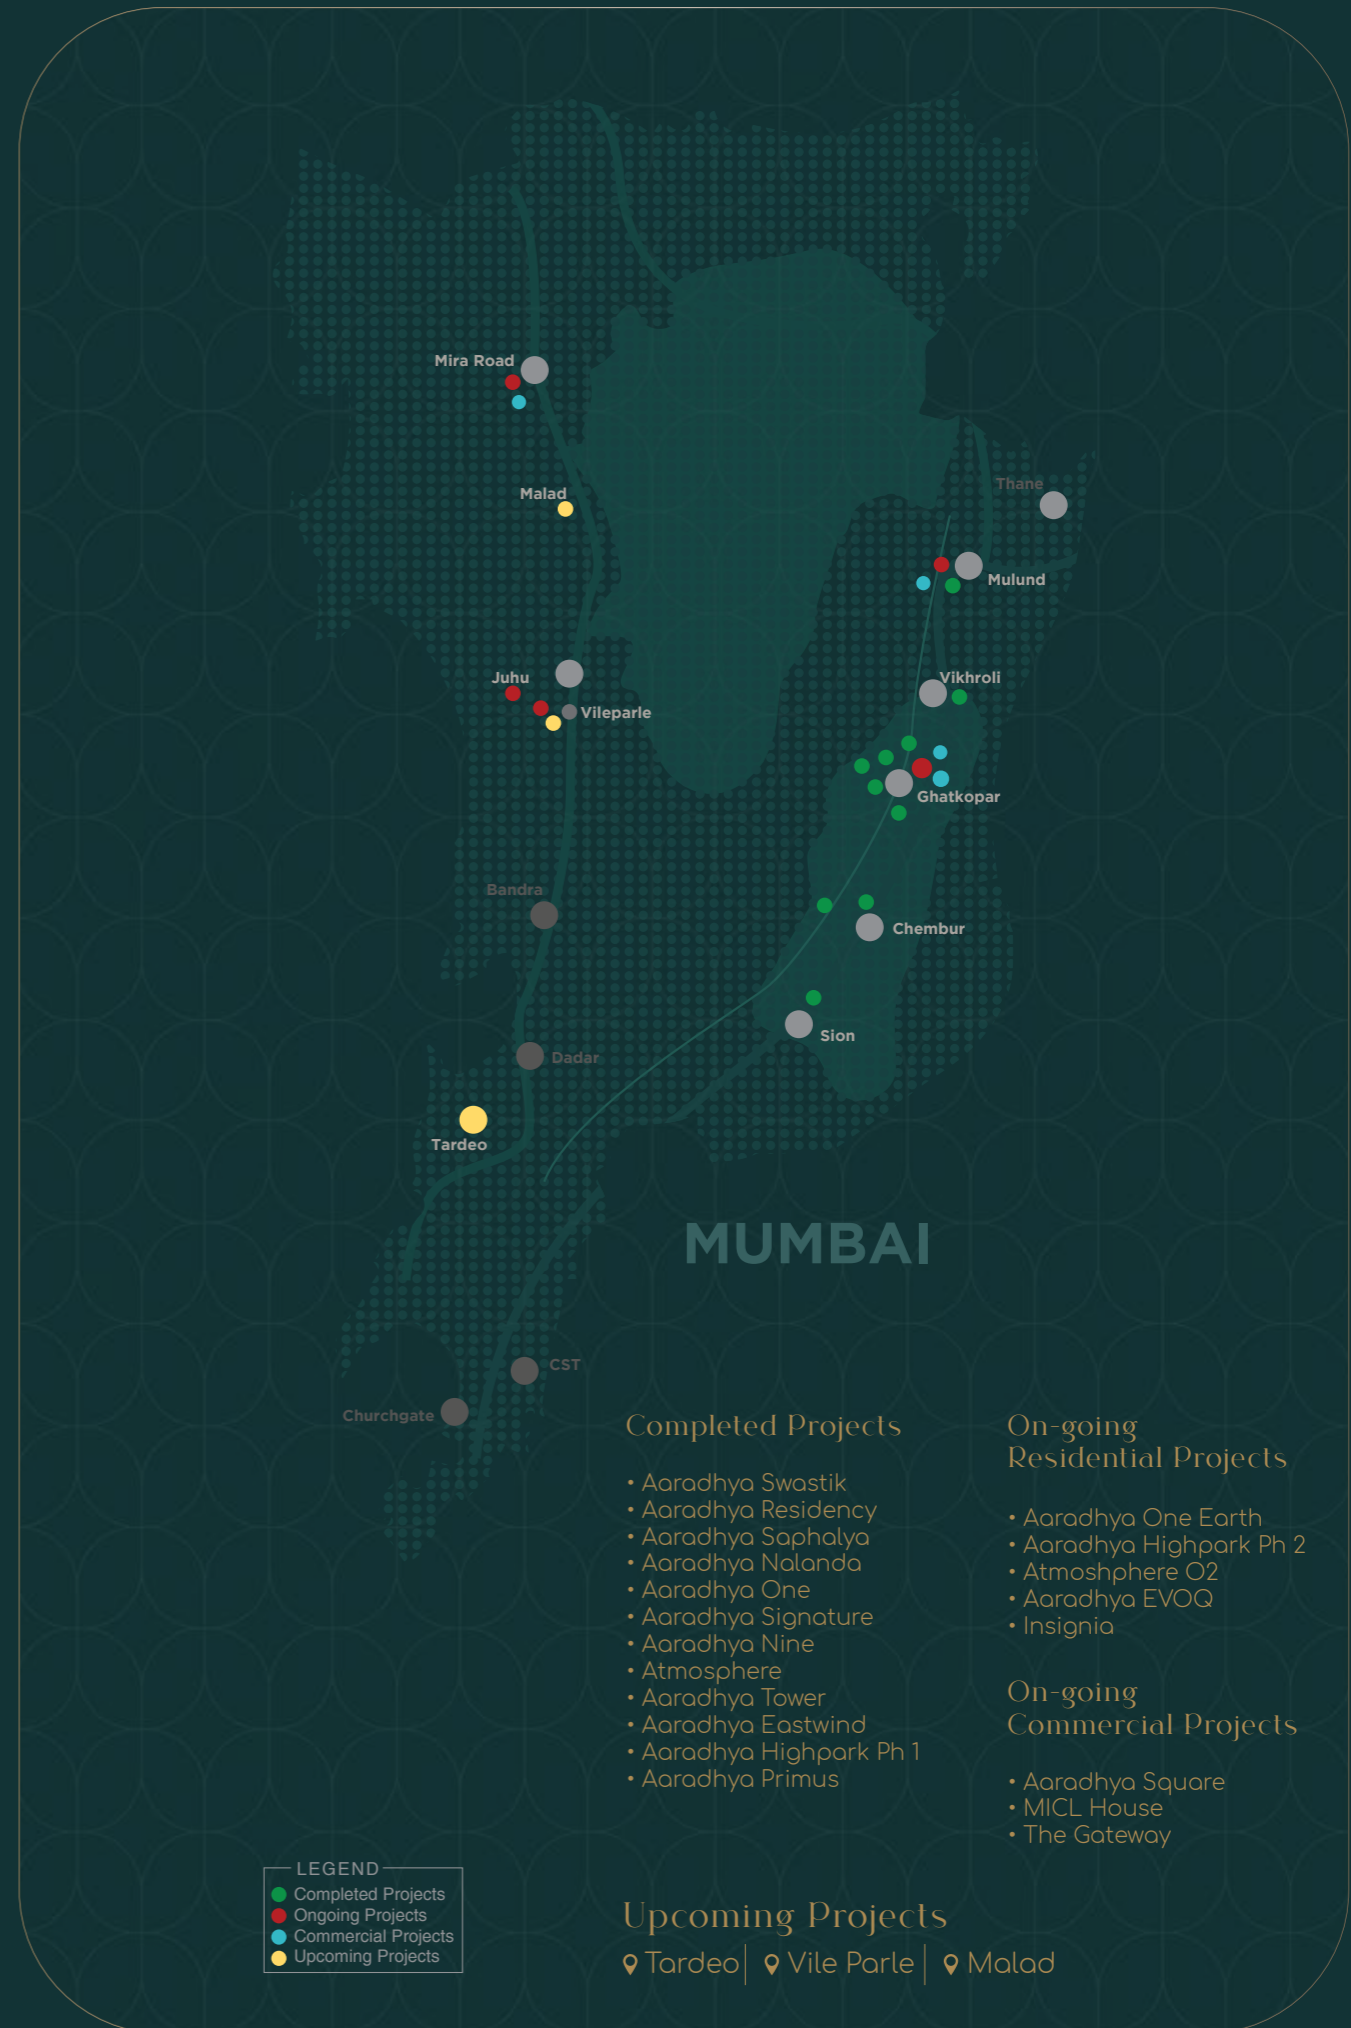 Mira Road
Malad
Thane
Mulund
Juhu
Vikhroli
Vileparle
Ghatkopar
Bandra
Chembur
Sion
Dadar
Tardeo
MUMBAI
CST
Churchgate
Completed Projects
• Aaradhya Swastik
• Aaradhya Residency
• Aaradhya Saphalya
• Aaradhya Nalanda
• Aaradhya One
• Aaradhya Signature
• Aaradhya Nine
• Atmosphere
• Aaradhya Tower
• Aaradhya Eastwind
• Aaradhya Highpark Ph 1
• Aaradhya Primus
On-going
Residential Projects
• Aaradhya One Earth
• Aaradhya Highpark Ph 2
• Atmoshphere O2
• Aaradhya EVOQ
• Insignia
On-going
Commercial Projects
• Aaradhya Square
• MICL House
• The Gateway
LEGEND
Completed Projects
Ongoing Projects
Commercial Projects
Upcoming Projects
Upcoming Projects
Tardeo | Vile Parle | Malad